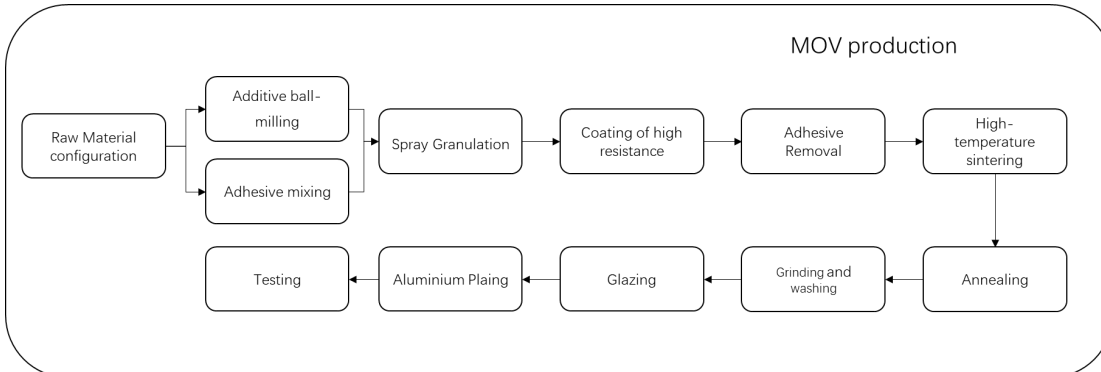 MOV production
Raw Material
configuration
Additive ball-
milling
Adhesive mixing
Spray Granulation
Coating of high
resistance
Adhesive
Removal
High-
temperature
sintering
Annealing
Grinding and
washing
Glazing
Aluminium Plaing
Testing